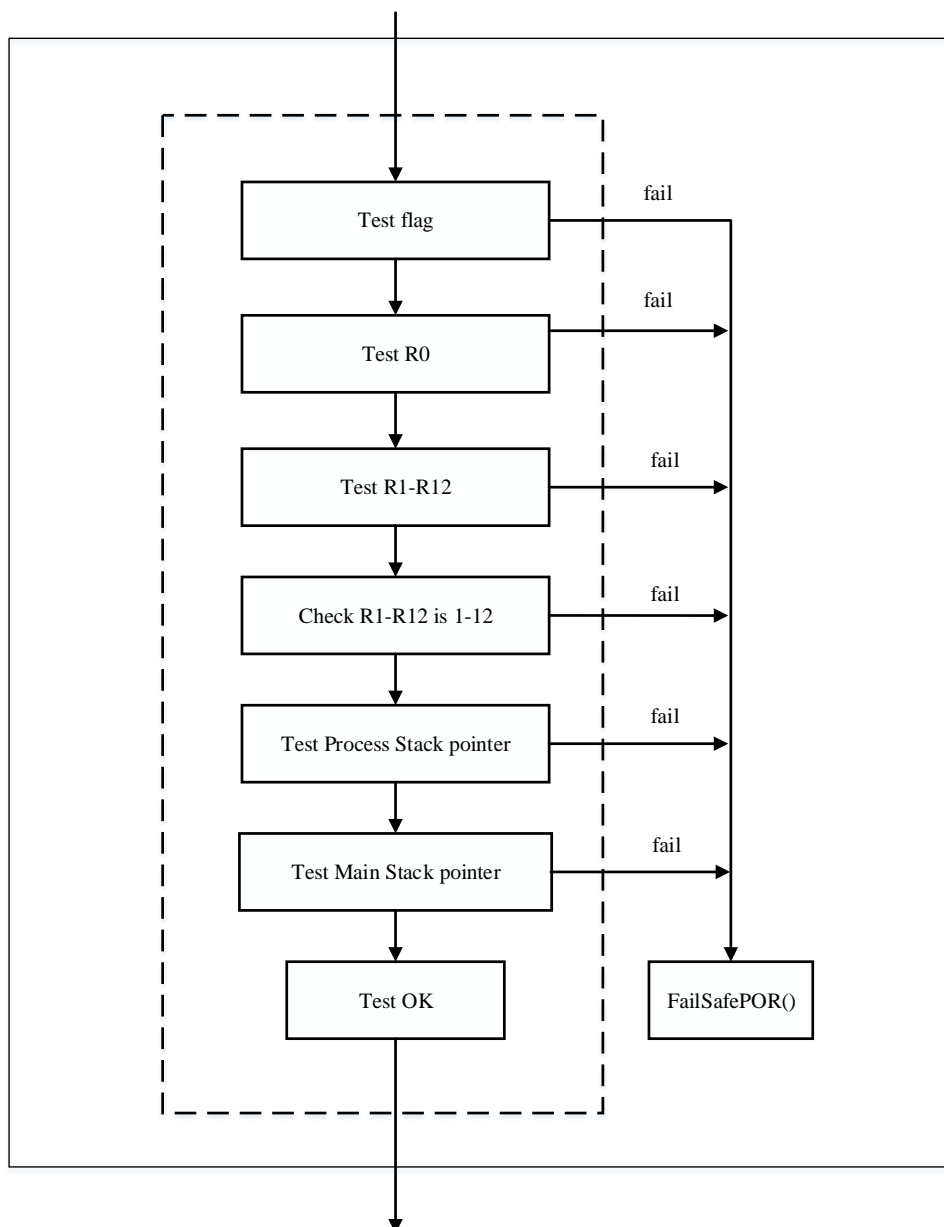 fail
Test flag
fail
Test R0
fail
Test R1-R12
fail
Check R1-R12 is 1-12
fail
Test Process Stack pointer
fail
Test Main Stack pointer
Test OK
FailSafePOR()